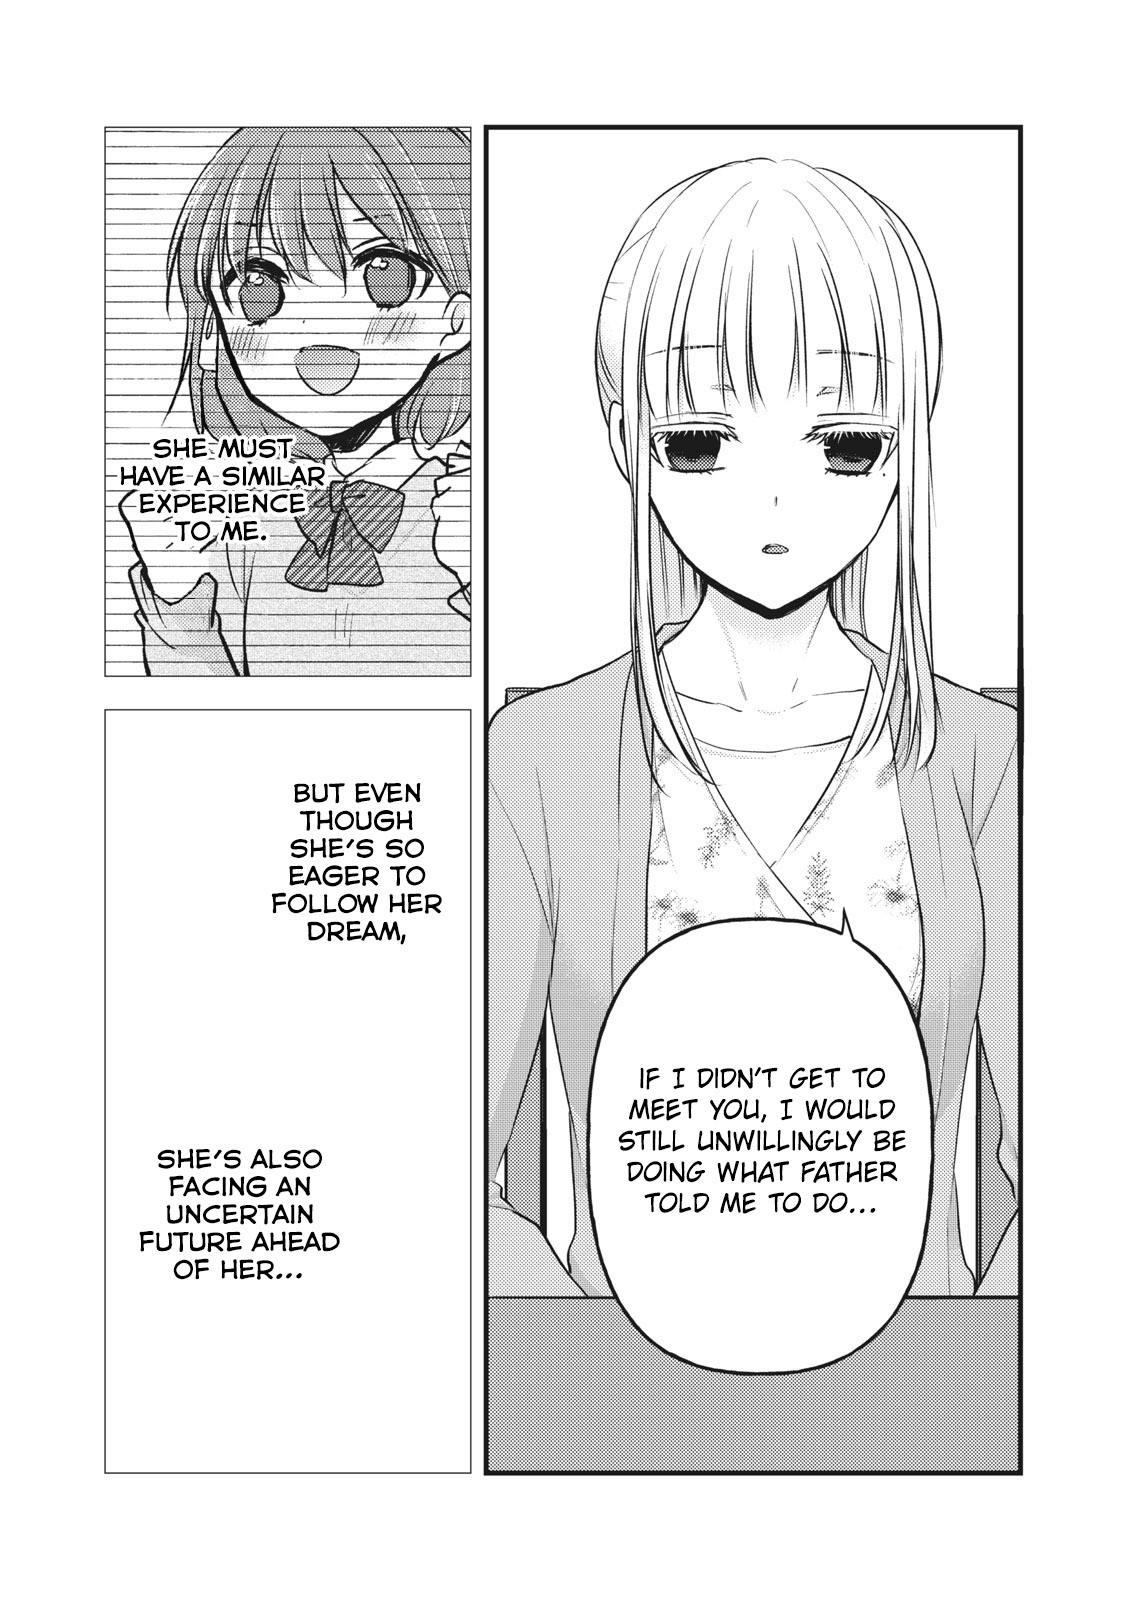 IF I DIDN'T GET TO
MEET YOU, I WOULD
STILL UNWILLINGLY BE
DOING WHAT FATHER
TOLD ME TO DO...
SHE MUST
HAVE A SIMILAR
EXPERIENCE
TO ME.
BUT EVEN
THOUGH
SHE'S SO
EAGER TO
FOLLOW HER
DREAM,
SHE'S ALSO
FACING AN
UNCERTAIN
FUTURE AHEAD
OF HER...